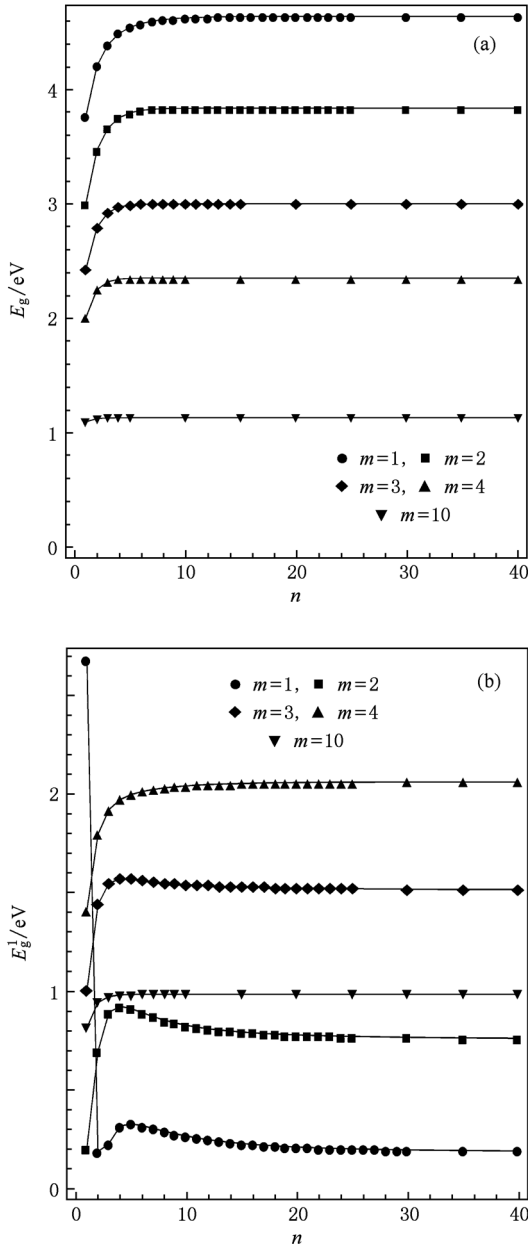 (a)
4
3
2
1
0
E_g/eV
● m=1, ■ m=2
◆ m=3, ▲ m=4
▼ m=10
0 10 20 30 40
n
(b)
● m=1, ■ m=2
◆ m=3, ▲ m=4
▼ m=10
2
1
0
E_g^1/eV
0 10 20 30 40
n